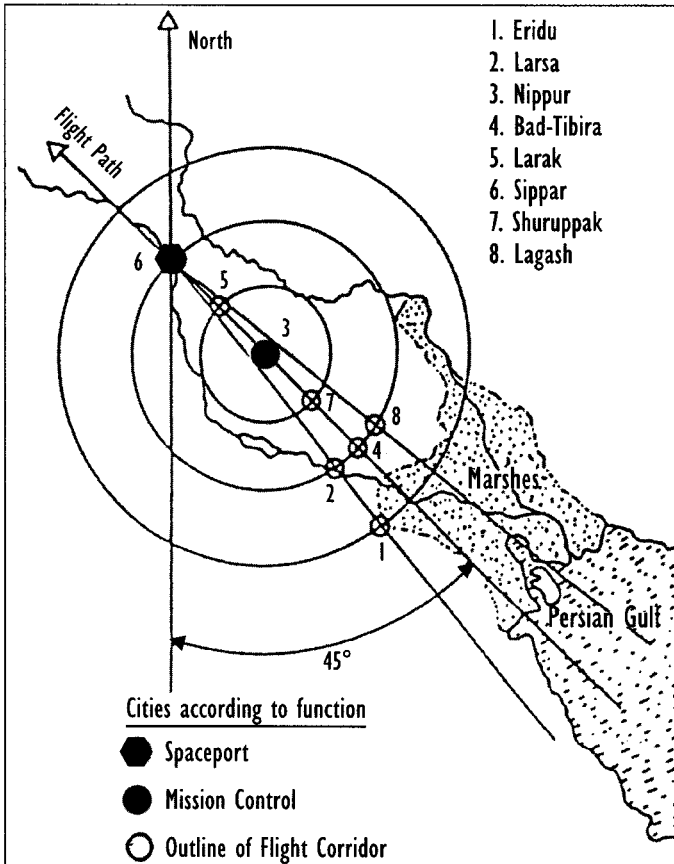 North
Flight Path
1. Eridu
2. Larsa
3. Nippur
4. Bad-Tibira
5. Larak
6. Sippar
7. Shuruppak
8. Lagash
6
5
3
7
8
4
2
1
Marshes
Persian Gulf
45°
Cities according to function
Spaceport
Mission Control
Outline of Flight Corridor